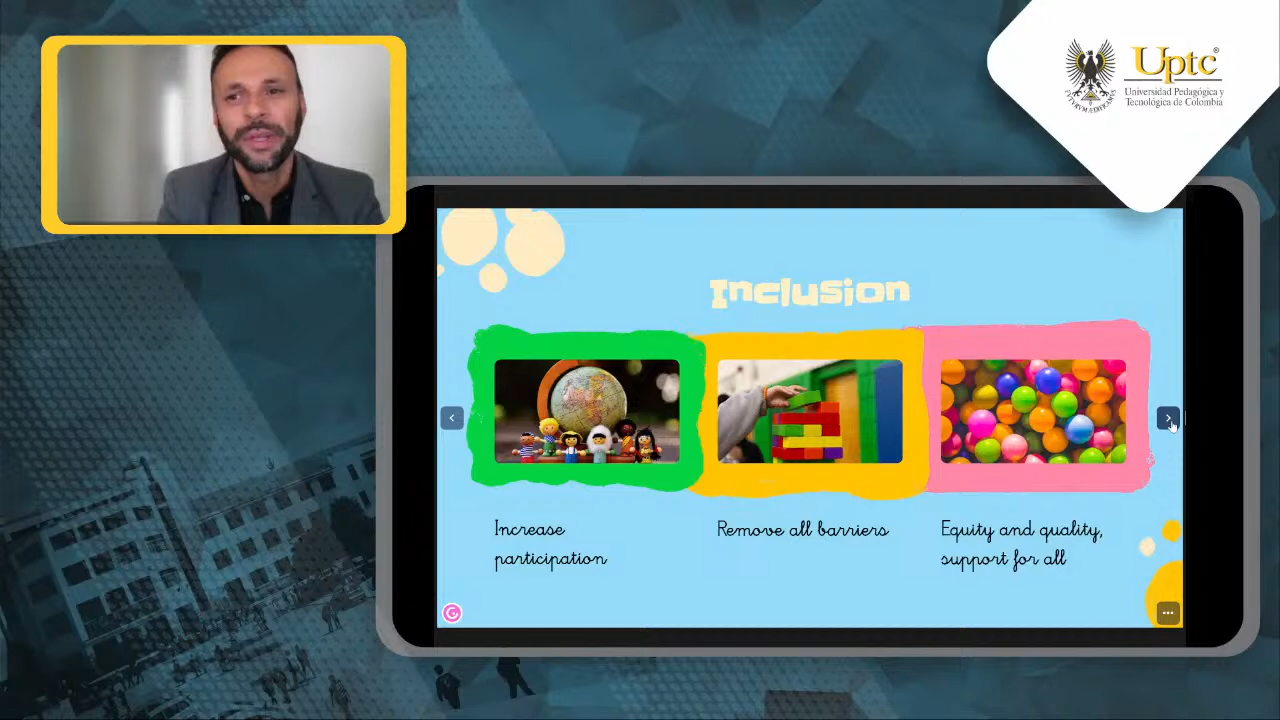 Uptc
Universidad Pedagógica y
Tecnológica de Colombia
Inclusion
Increase
participation
Remove all barriers
Equity and quality,
support for all